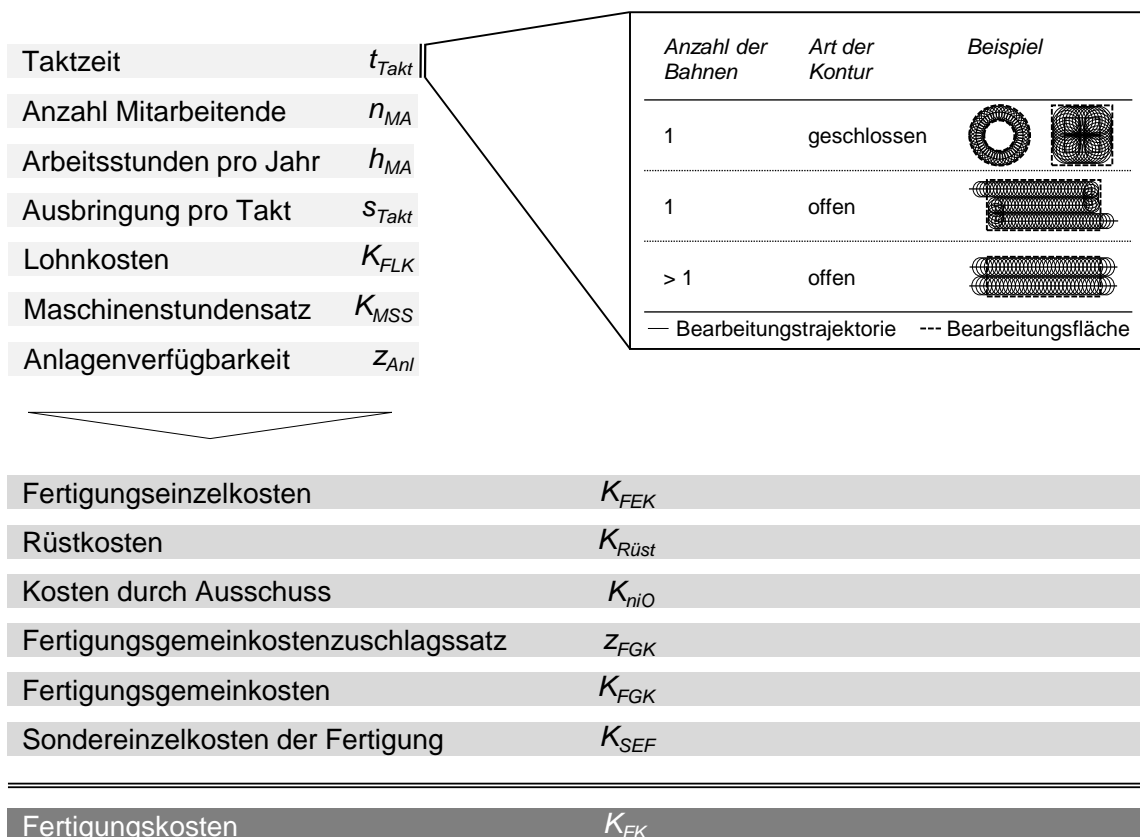 Taktzeit t_Takt
Anzahl Mitarbeitende n_MA
Arbeitsstunden pro Jahr h_MA
Ausbringung pro Takt s_Takt
Lohnkosten K_FLK
Maschinenstundensatz K_MSS
Anlagenverfügbarkeit z_Anl
Anzahl der Art der Beispiel
Bahnen Kontur
1 geschlossen
1 offen
> 1 offen
— Bearbeitungstrajektorie --- Bearbeitungsfläche
Fertigungseinzelkosten K_FEK
Rüstkosten K_Rüst
Kosten durch Ausschuss K_niO
Fertigungsgemeinkostenzuschlagssatz z_FGK
Fertigungsgemeinkosten K_FGK
Sondereinzelkosten der Fertigung K_SEF
Fertigungskosten K_FK